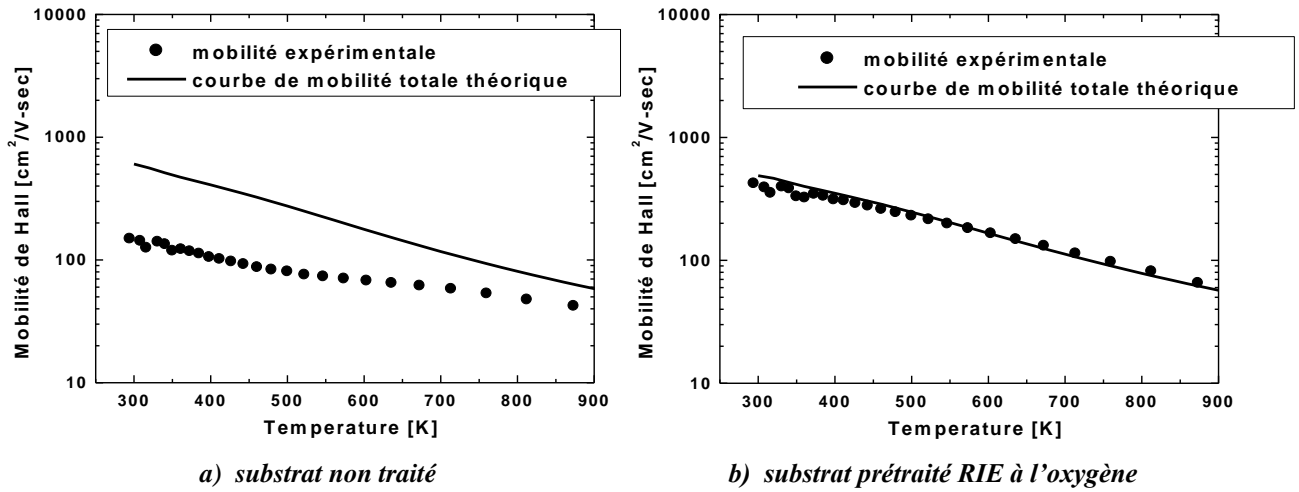 10000
mobilité expérimentale
courbe de mobilité totale théorique
1000
100
10
Mobilité de Hall [cm²/V-sec]
300 400 500 600 700 800 900
Temperature [K]
a) substrat non traité
10000
mobilité expérimentale
courbe de mobilité totale théorique
1000
100
10
Mobilité de Hall [cm²/V-sec]
300 400 500 600 700 800 900
Temperature [K]
b) substrat prétraité RIE à l'oxygène